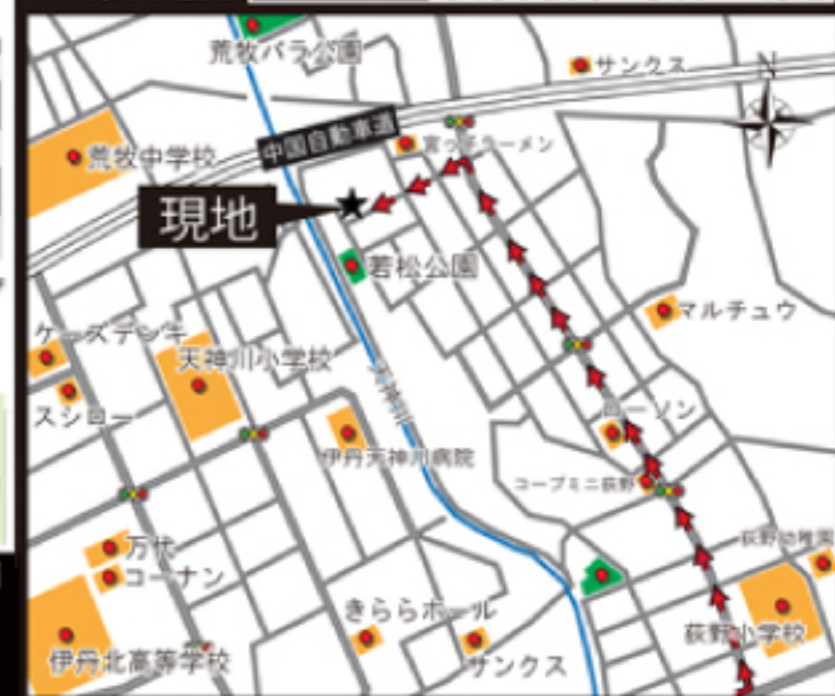 荒牧バラ公園
サンクス
N
中国自動車道
宮っ子ラーメン
荒牧中学校
現地
若松公園
マルチュウ
ケーズデンキ
天神川小学校
スシロー
天神川
ローソン
伊丹天神川病院
コープミニ荻野
万代
コーナン
荻野幼稚園
きららホール
荻野小学校
伊丹北高等学校
サンクス